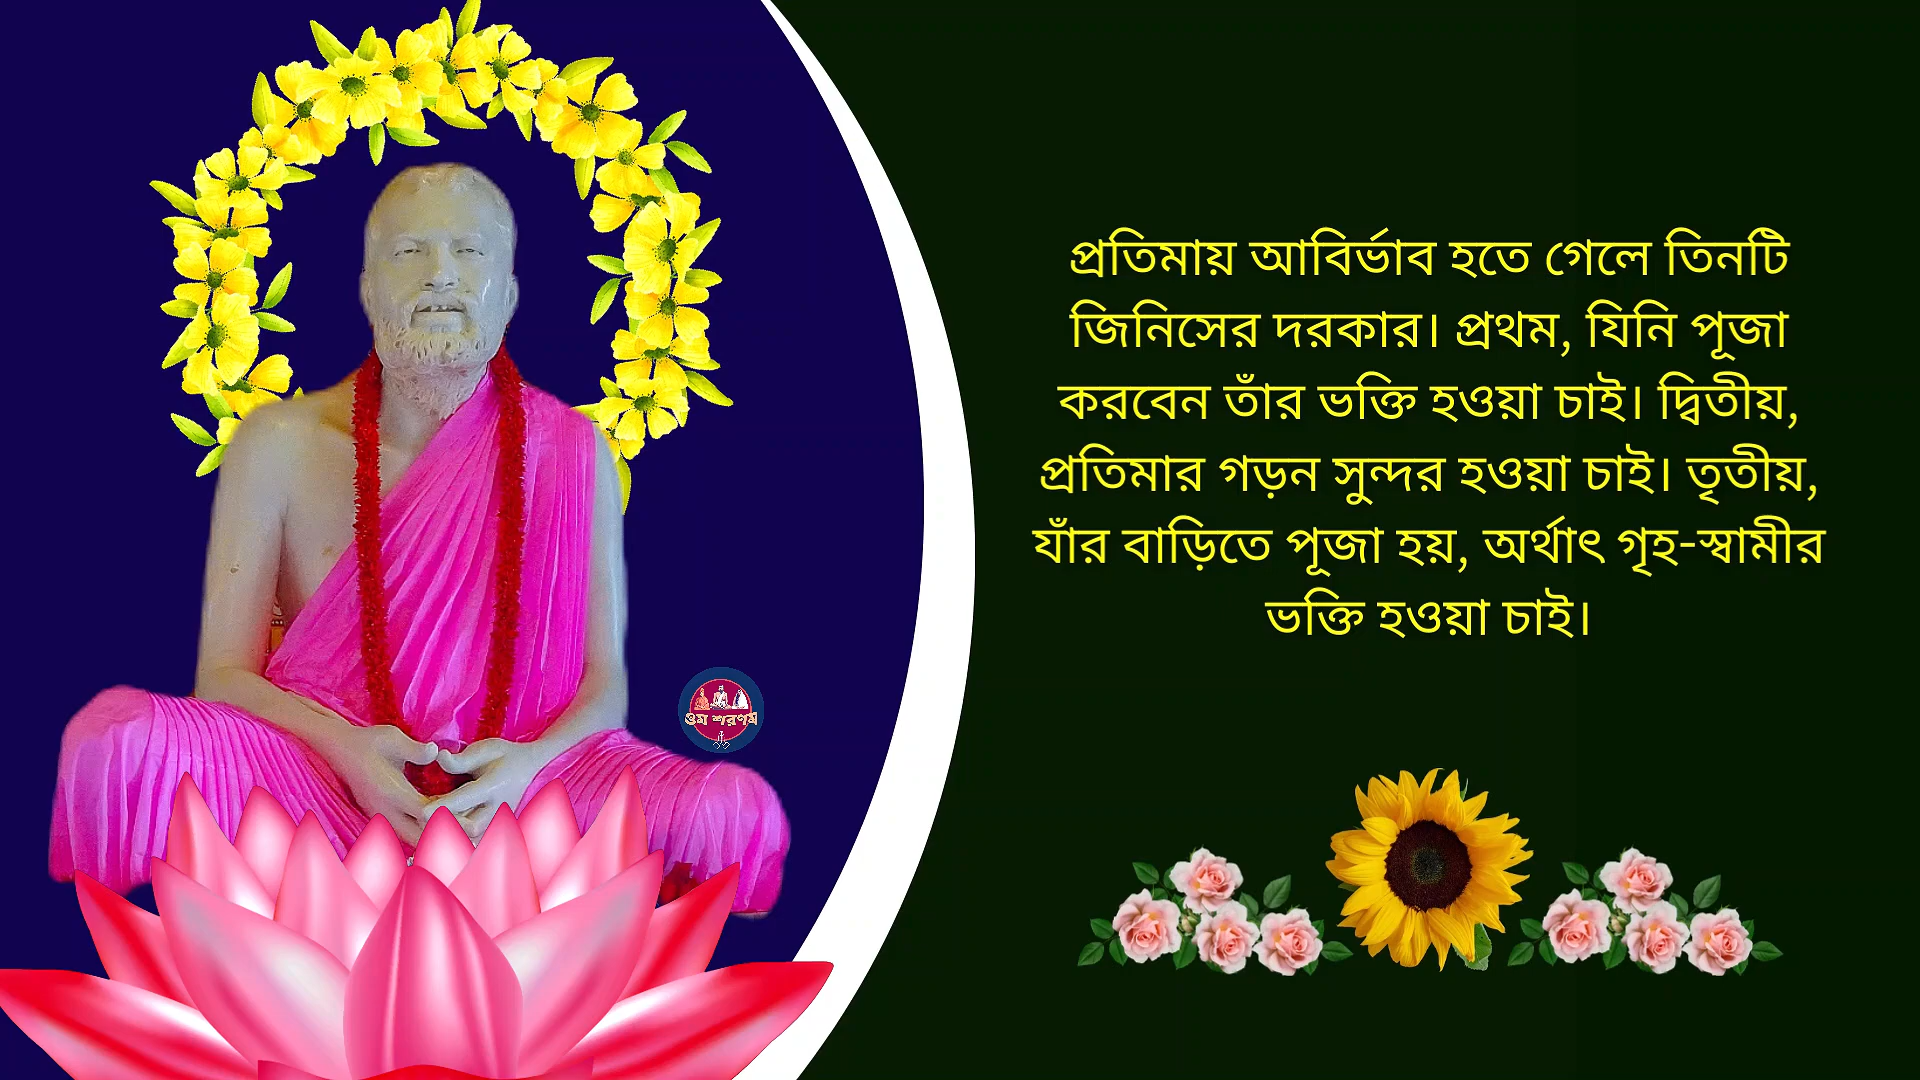 প্রতিমায় আবির্ভাব হতে গেলে তিনটি
জিনিসের দরকার। প্রথম, যিনি পূজা
করবেন তাঁর ভক্তি হওয়া চাই। দ্বিতীয়,
প্রতিমার গড়ন সুন্দর হওয়া চাই। তৃতীয়,
যাঁর বাড়িতে পূজা হয়, অর্থাৎ গৃহ-স্বামীর
ভক্তি হওয়া চাই।
ওম শরণম